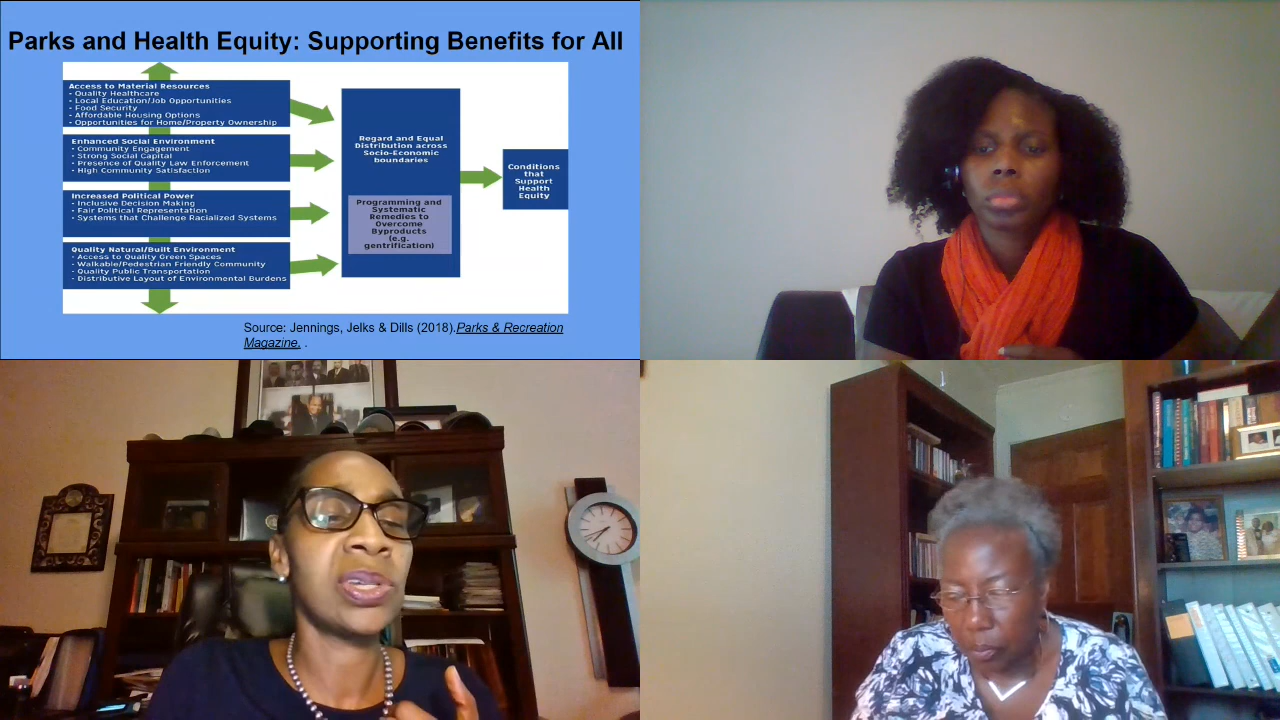 Parks and Health Equity: Supporting Benefits for All
Access to Material Resources
- Quality Healthcare
- Local Education/Job Opportunities
- Food Security
- Affordable Housing Options
- Opportunities for Home/Property Ownership
Enhanced Social Environment
- Community Engagement
- Strong Social Capital
- Presence of Quality Law Enforcement
- High Community Satisfaction
Increased Political Power
- Inclusive Decision Making
- Fair Political Representation
- Systems that Challenge Racialized Systems
Quality Natural/Built Environment
- Access to Quality Green Spaces
- Walkable/Pedestrian Friendly Community
- Quality Public Transportation
- Distributive Layout of Environmental Burdens
Regard and Equal
Distribution across
Socio-Economic
boundaries
Programming and
Systematic
Remedies to
Overcome
Byproducts
(e.g.
gentrification)
Conditions
that
Support
Health
Equity
Source: Jennings, Jelks & Dills (2018).Parks & Recreation
Magazine. .